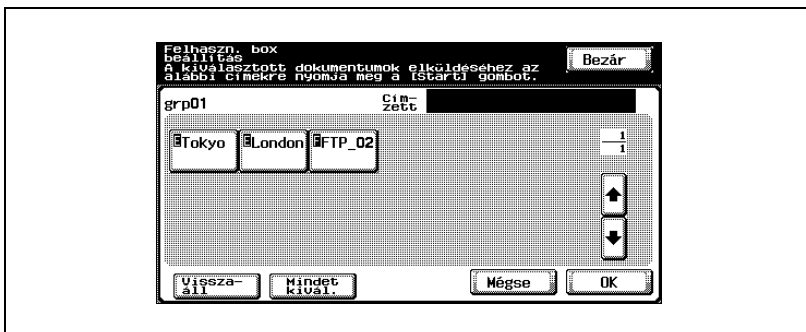 Felhaszn. box
beállítás
A kiválasztott dokumentumok elküldéséhez az
alábbi címekre nyomja meg a [Start] gombot.
Bezár
grp01
Cím-
zett
Tokyo
London
FTP_02
1
1
Vissza-
áll
Mindet
kivál.
Mégse
OK